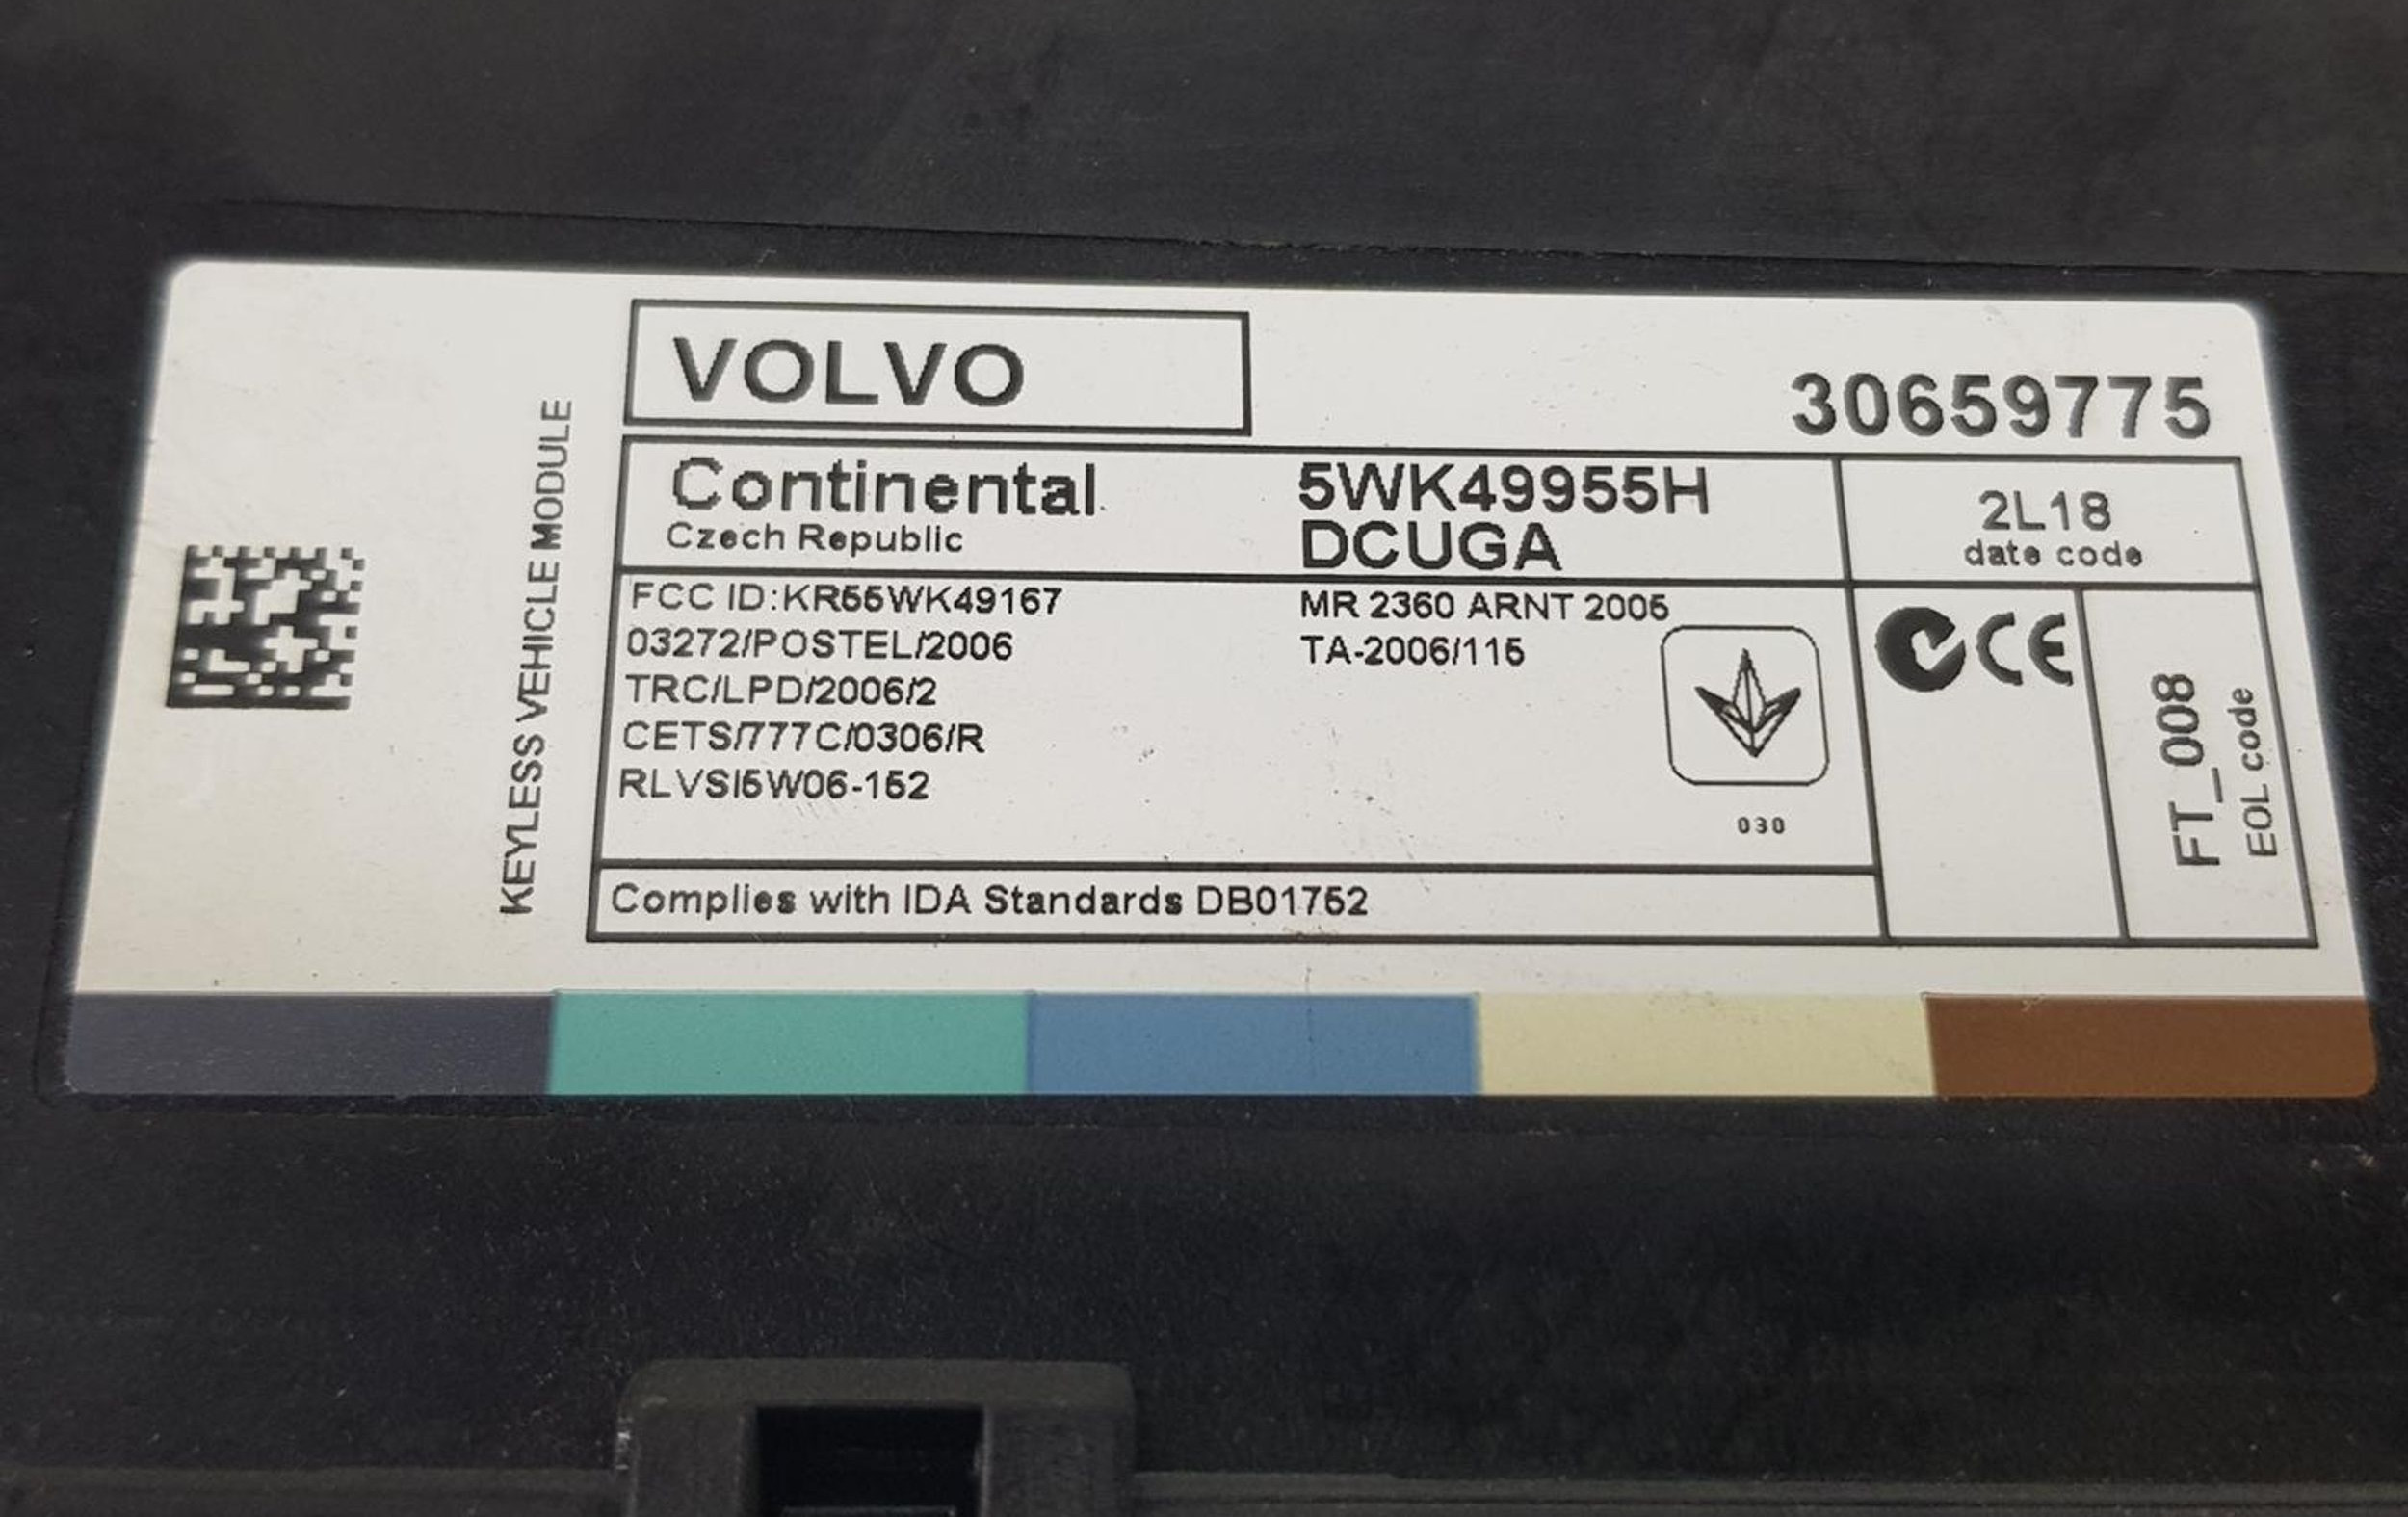 VOLVO
30659775
KEYLESS VEHICLE MODULE
Continental
Czech Republic
5WK49955H
DCUGA
2L18
date code
FCC ID:KR55WK49167
03272/POSTEL/2006
TRC/LPD/2006/2
CETS/777C/0306/R
RLVSI5W06-152
MR 2360 ARNT 2005
TA-2006/115
030
CE
FT_008
EOL code
Complies with IDA Standards DB01752